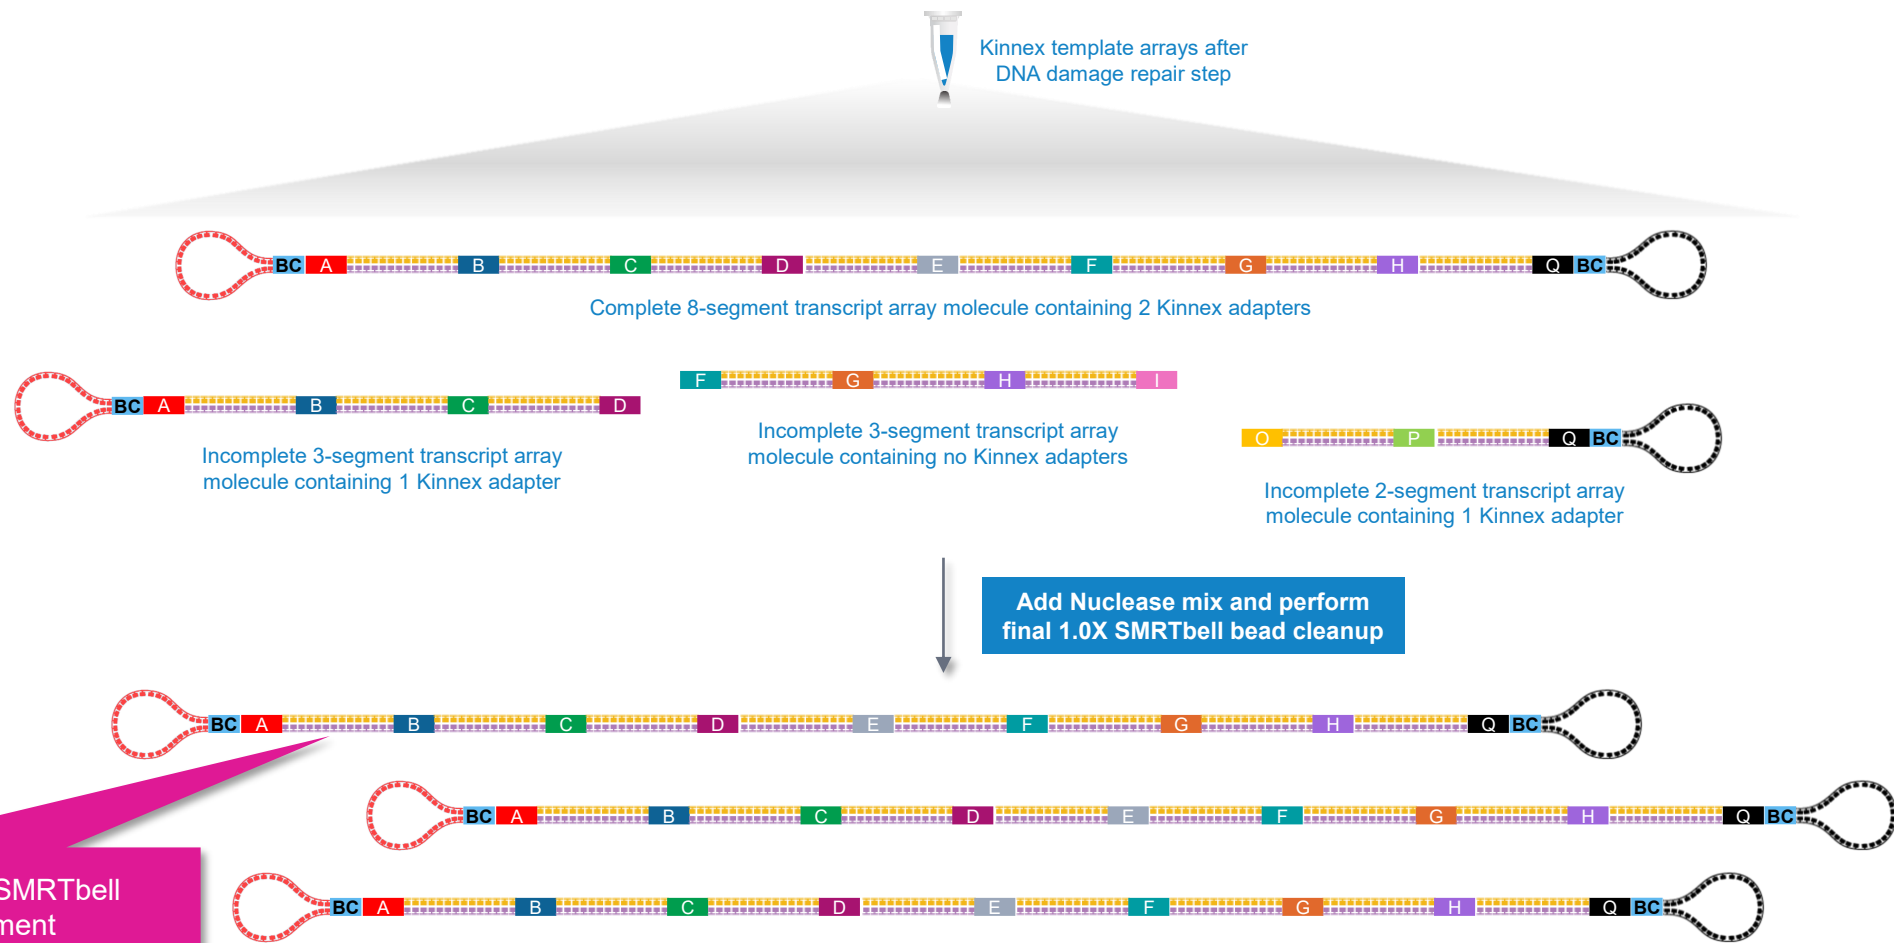 Kinnex template arrays after
DNA damage repair step
BC A B C D E F G H Q BC
Complete 8-segment transcript array molecule containing 2 Kinnex adapters
BC A B C D
Incomplete 3-segment transcript array
molecule containing 1 Kinnex adapter
F G H I
Incomplete 3-segment transcript array
molecule containing no Kinnex adapters
O P Q BC
Incomplete 2-segment transcript array
molecule containing 1 Kinnex adapter
Add Nuclease mix and perform
final 1.0X SMRTbell bead cleanup
BC A B C D E F G H Q BC
BC A B C D E F G H Q BC
BC A B C D E F G H Q BC
SMRTbell
ment